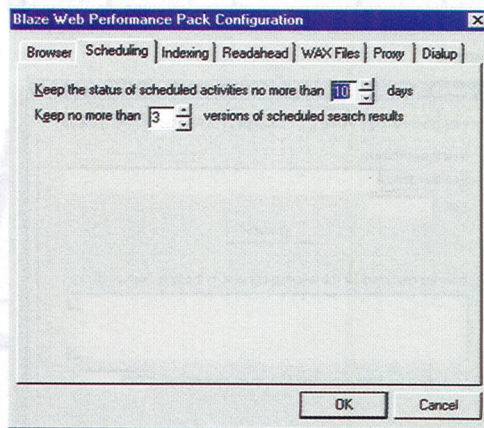 Blaze Web Performance Pack Configuration
Browser Scheduling Indexing Readahead WAX Files Proxy Dialup
Keep the status of scheduled activities no more than 10 days
Keep no more than 3 versions of scheduled search results
OK Cancel